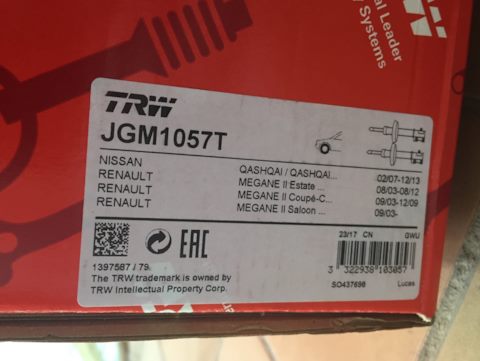 TRW
al Leader
y Systems
TRW
JGM1057T
NISSAN QASHQAI / QASHQAI... 02/07-12/13
RENAULT MEGANE II Estate ... 08/03-08/12
RENAULT MEGANE II Coupé-C... 09/03-12/09
RENAULT MEGANE II Saloon ... 09/03-
EAC
23/17 CN GWU
1397587 / 79
The TRW trademark is owned by
TRW Intellectual Property Corp.
3 322938 103057
SO437698 Lucas